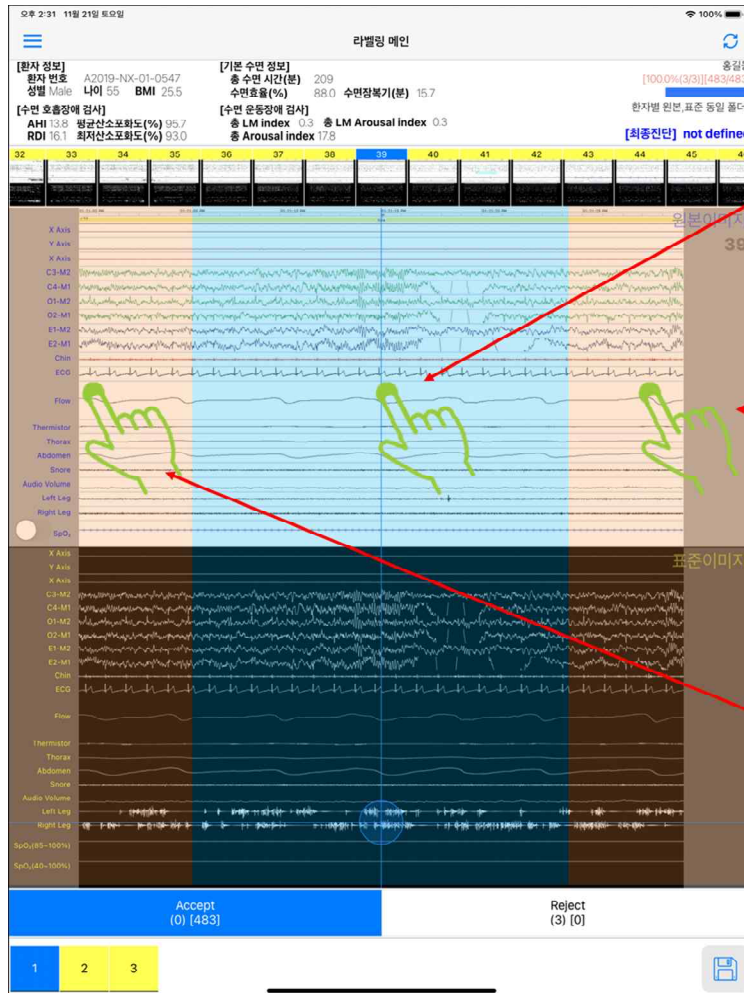 오후 2:31 11월 21일 토요일
100%
라벨링 메인
[환자 정보]
환자 번호 A2019-NX-01-0547
성별 Male 나이 55 BMI 25.5
[수면 호흡장애 검사]
AHI 13.8 평균산소포화도(%) 95.7
RDI 16.1 최저산소포화도(%) 93.0
[기본 수면 정보]
총 수면 시간(분) 209
수면효율(%) 88.0 수면잠복기(분) 15.7
[수면 운동장애 검사]
총 LM index 0.3 총 LM Arousal index 0.3
총 Arousal index 17.8
홍길동
[100.0%(3/3)][483/483
환자별 원본,표준 동일 폴더
[최종진단] not defined
32 33 34 35 36 37 38 39 40 41 42 43 44 45 46
원본이미지
39
X Axis
Y Axis
X Axis
C3-M2
C4-M1
O1-M2
O2-M1
E1-M2
E2-M1
Chin
ECG
Flow
Thermistor
Thorax
Abdomen
Snore
Audio Volume
Left Leg
Right Leg
SpO₂
표준이미지
X Axis
Y Axis
X Axis
C3-M2
C4-M1
O1-M2
O2-M1
E1-M2
E2-M1
Chin
ECG
Flow
Thermistor
Thorax
Abdomen
Snore
Audio Volume
Left Leg
Right Leg
SpO₂(85~100%)
SpO₂(40~100%)
Accept
(0) [483]
Reject
(3) [0]
1 2 3